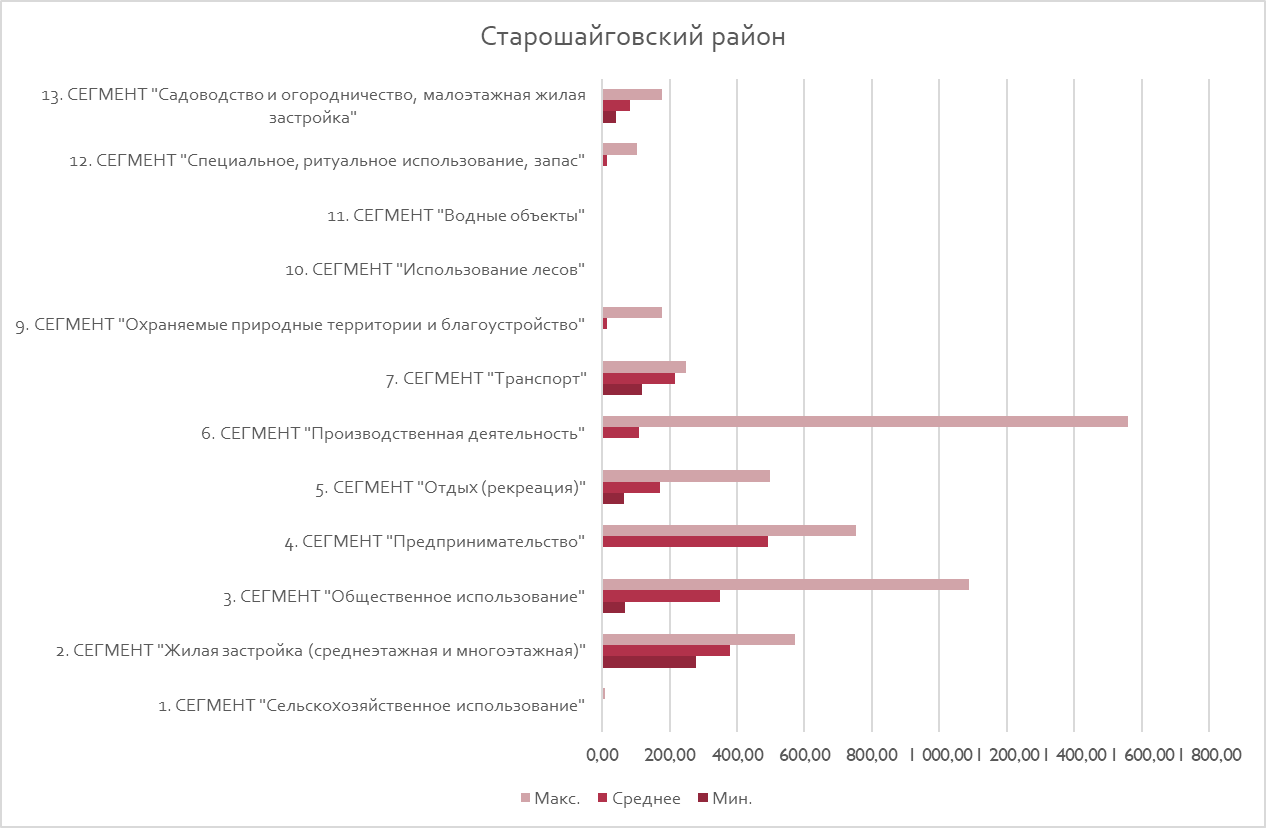 Старошайговский район
13. СЕГМЕНТ "Садоводство и огородничество, малоэтажная жилая
застройка"
12. СЕГМЕНТ "Специальное, ритуальное использование, запас"
11. СЕГМЕНТ "Водные объекты"
10. СЕГМЕНТ "Использование лесов"
9. СЕГМЕНТ "Охраняемые природные территории и благоустройство"
7. СЕГМЕНТ "Транспорт"
6. СЕГМЕНТ "Производственная деятельность"
5. СЕГМЕНТ "Отдых (рекреация)"
4. СЕГМЕНТ "Предпринимательство"
3. СЕГМЕНТ "Общественное использование"
2. СЕГМЕНТ "Жилая застройка (среднеэтажная и многоэтажная)"
1. СЕГМЕНТ "Сельскохозяйственное использование"
0,00 200,00 400,00 600,00 800,00 1 000,00 1 200,00 1 400,00 1 600,00 1 800,00
Макс. Среднее Мин.